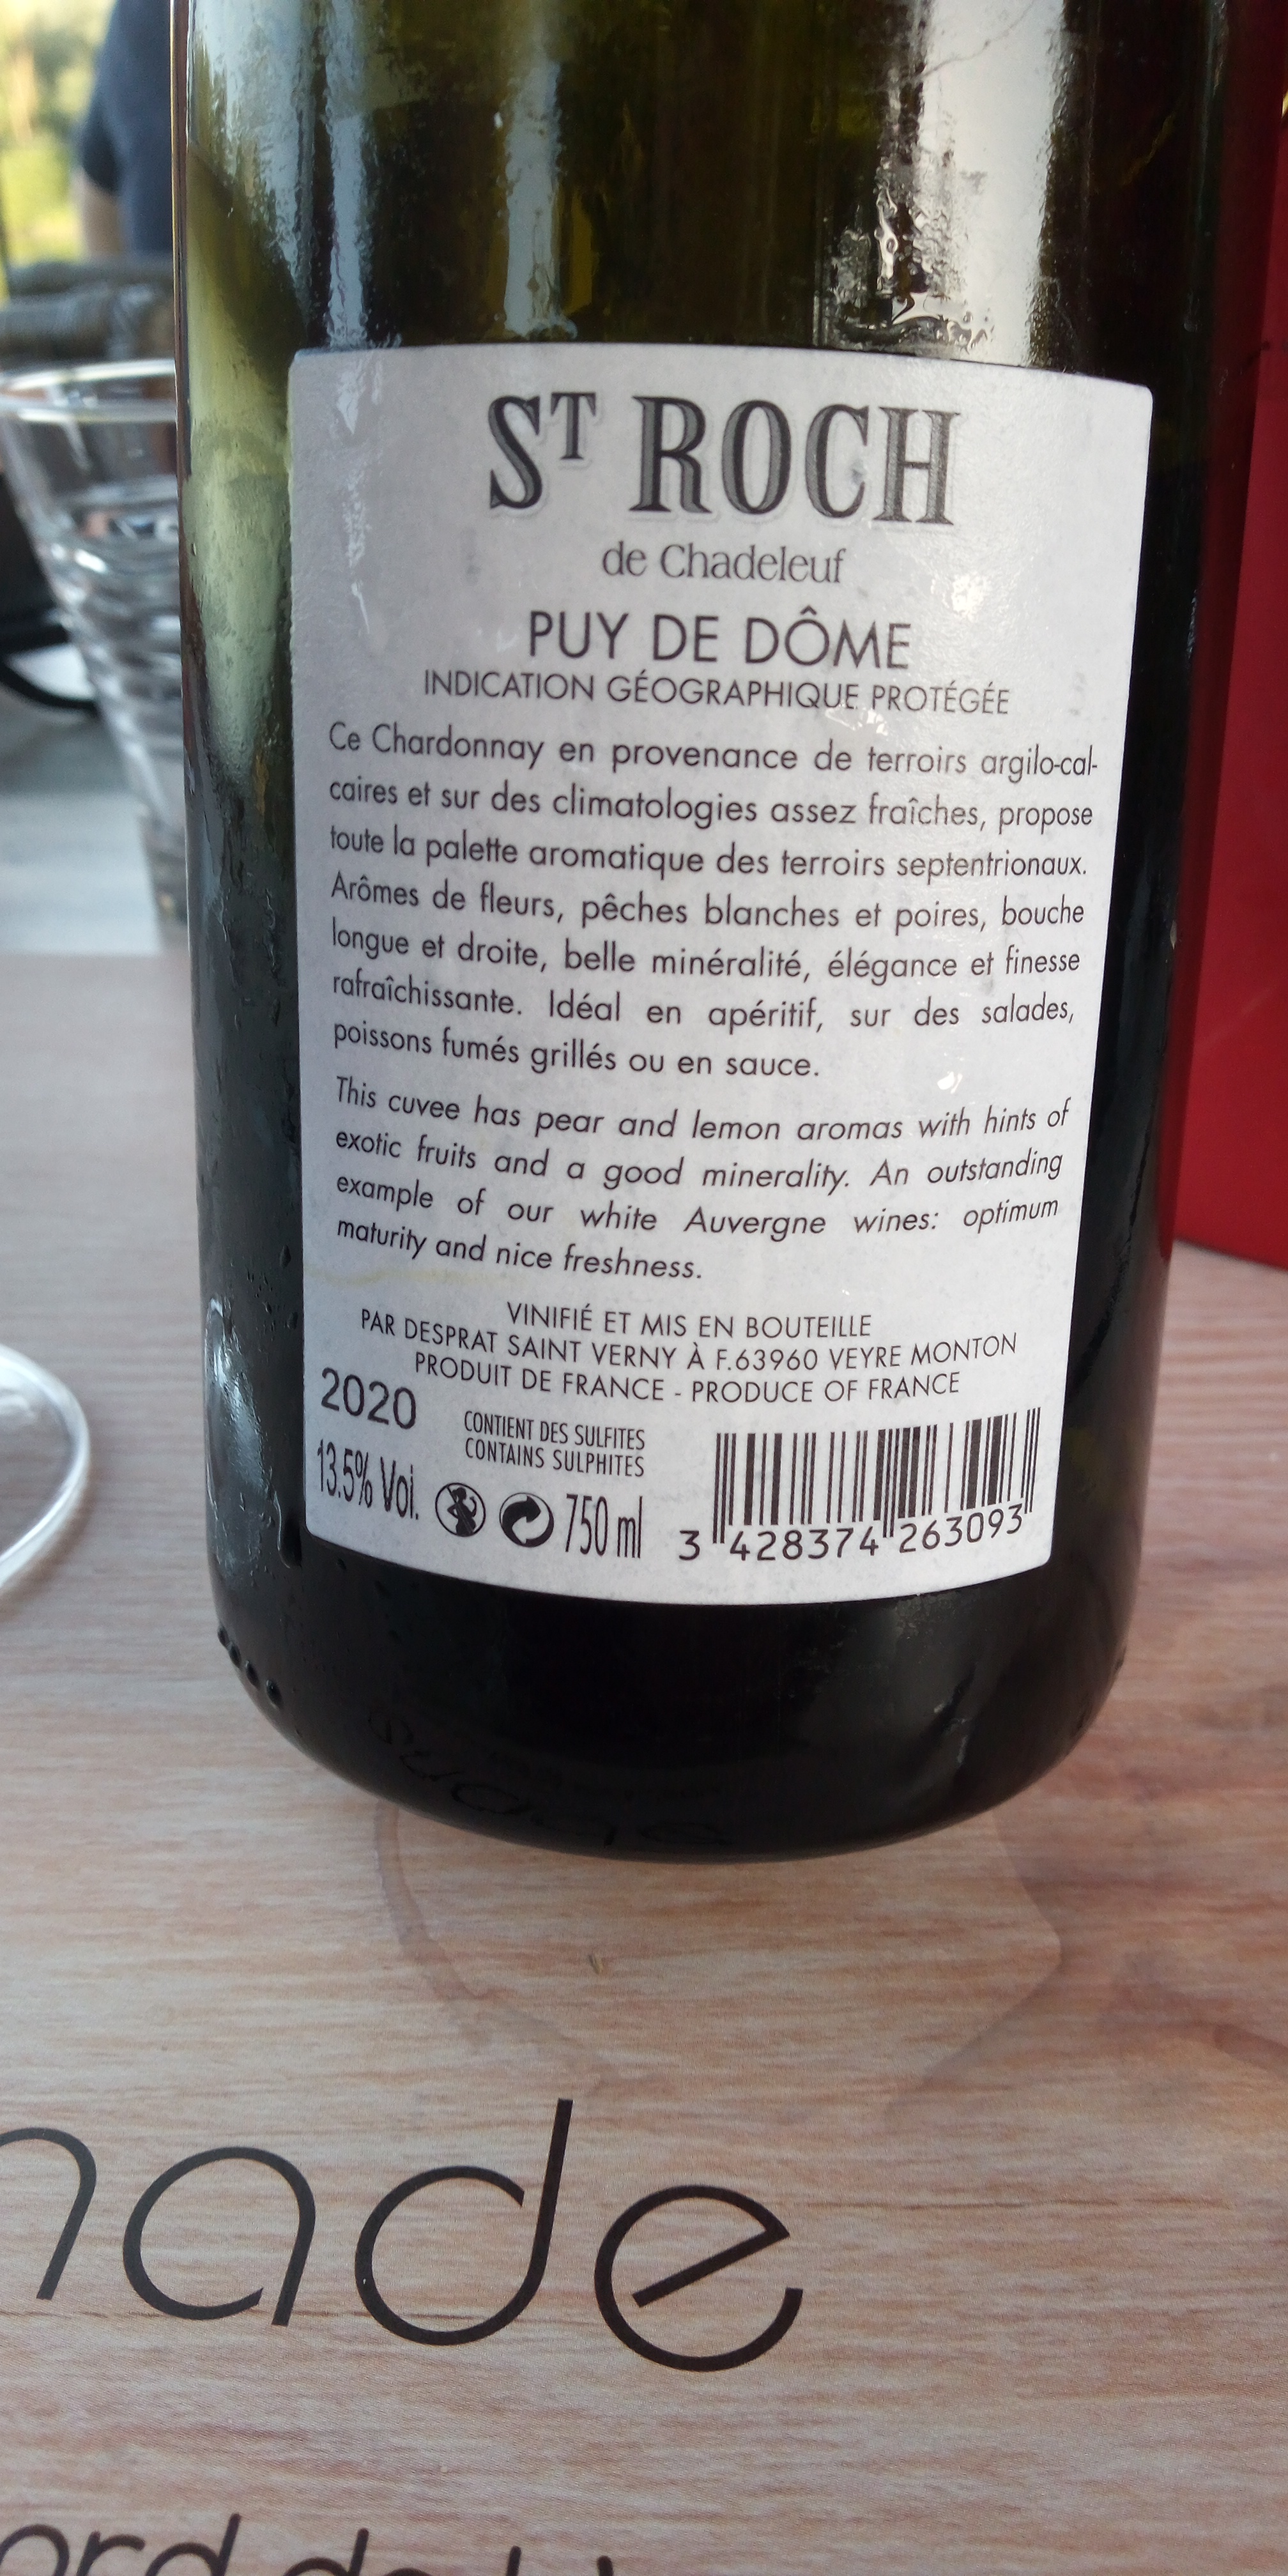 ST ROCH
de Chadeleuf
PUY DE DÔME
INDICATION GÉOGRAPHIQUE PROTÉGÉE
Ce Chardonnay en provenance de terroirs argilo-cal-
caires et sur des climatologies assez fraîches, propose
toute la palette aromatique des terroirs septentrionaux.
Arômes de fleurs, pêches blanches et poires, bouche
longue et droite, belle minéralité, élégance et finesse
rafraîchissante. Idéal en apéritif, sur des salades,
poissons fumés grillés ou en sauce.
This cuvee has pear and lemon aromas with hints of
exotic fruits and a good minerality. An outstanding
example of our white Auvergne wines: optimum
maturity and nice freshness.
VINIFIÉ ET MIS EN BOUTEILLE
PAR DESPRAT SAINT VERNY À F.63960 VEYRE MONTON
PRODUIT DE FRANCE - PRODUCE OF FRANCE
2020
CONTIENT DES SULFITES
CONTAINS SULPHITES
13.5% Vol.
750 ml
3 428374 263093
nade